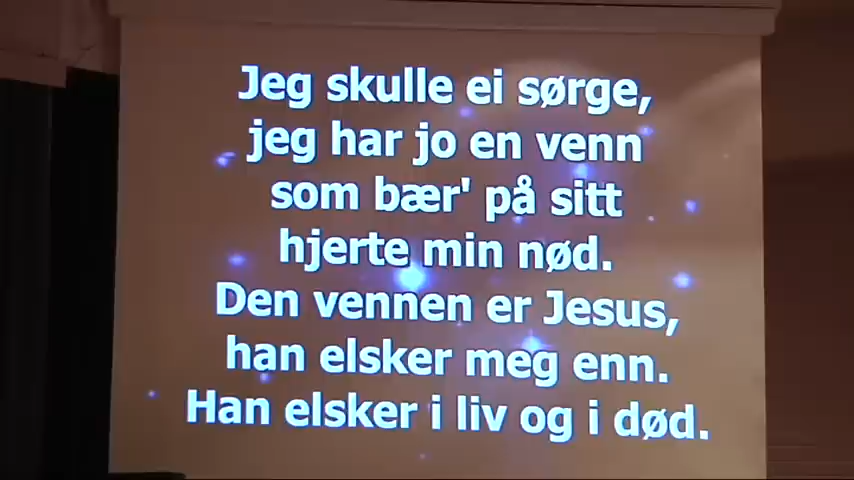 Jeg skulle ei sørge,
jeg har jo en venn
som bær' på sitt
hjerte min nød.
Den vennen er Jesus,
han elsker meg enn.
Han elsker i liv og i død.